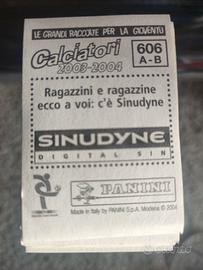 LE GRANDI RACCOLTE PER LA GIOVENTÙ
Calciatori
2003-2004
606
A-B
Ragazzini e ragazzine
ecco a voi: c'è Sinudyne
SINUDYNE
DIGITAL SIN
PANINI
Made in Italy by PANINI S.p.A. Modena © 2004
subito